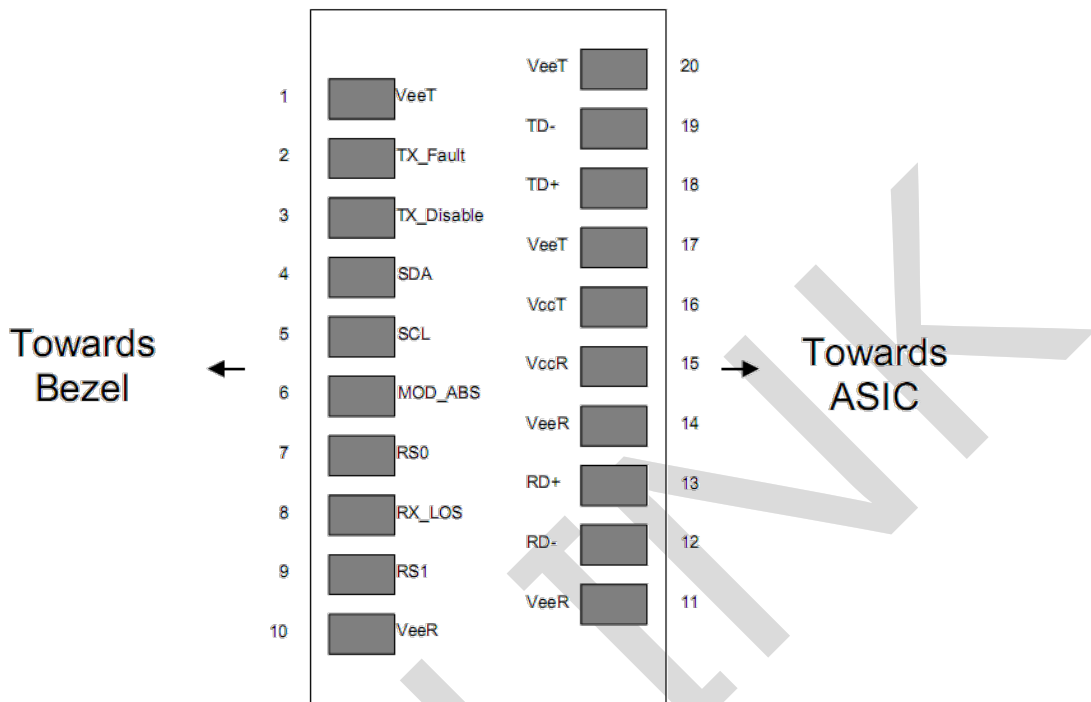 VeeT 20
1 VeeT
TD- 19
2 TX_Fault
TD+ 18
3 TX_Disable
VeeT 17
4 SDA
VccT 16
5 SCL
Towards
Bezel
VccR 15
Towards
ASIC
6 MOD_ABS
VeeR 14
7 RS0
RD+ 13
8 RX_LOS
RD- 12
9 RS1
VeeR 11
10 VeeR